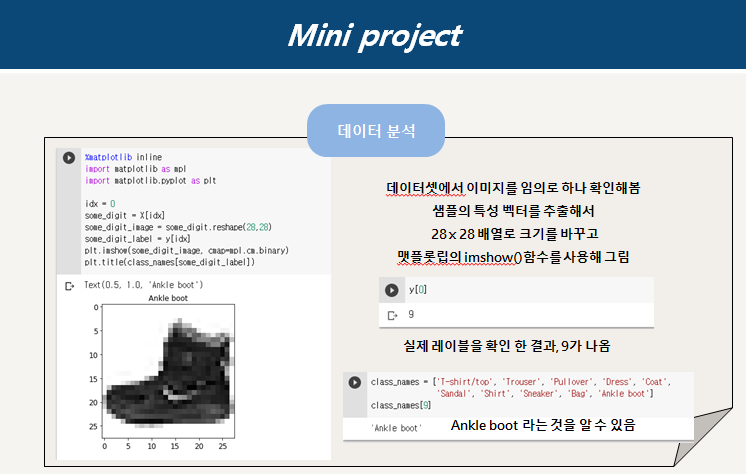 Mini project
데이터 분석
%matplotlib inline
import matplotlib as mpl
import matplotlib.pyplot as plt
idx = 0
some_digit = X[idx]
some_digit_image = some_digit.reshape(28,28)
some_digit_label = y[idx]
plt.imshow(some_digit_image, cmap=mpl.cm.binary)
plt.title(class_names[some_digit_label])
Text(0.5, 1.0, 'Ankle boot')
Ankle boot
0
5
10
15
20
25
0 5 10 15 20 25
데이터셋에서 이미지를 임의로 하나 확인해봄
샘플의 특성 벡터를 추출해서
28 x 28 배열로 크기를 바꾸고
맷플롯립의 imshow()함수를 사용해 그림
y[0]
9
실제 레이블을 확인 한 결과, 9가 나옴
class_names = ['T-shirt/top', 'Trouser', 'Pullover', 'Dress', 'Coat',
'Sandal', 'Shirt', 'Sneaker', 'Bag', 'Ankle boot']
class_names[9]
'Ankle boot'
Ankle boot 라는 것을 알 수 있음